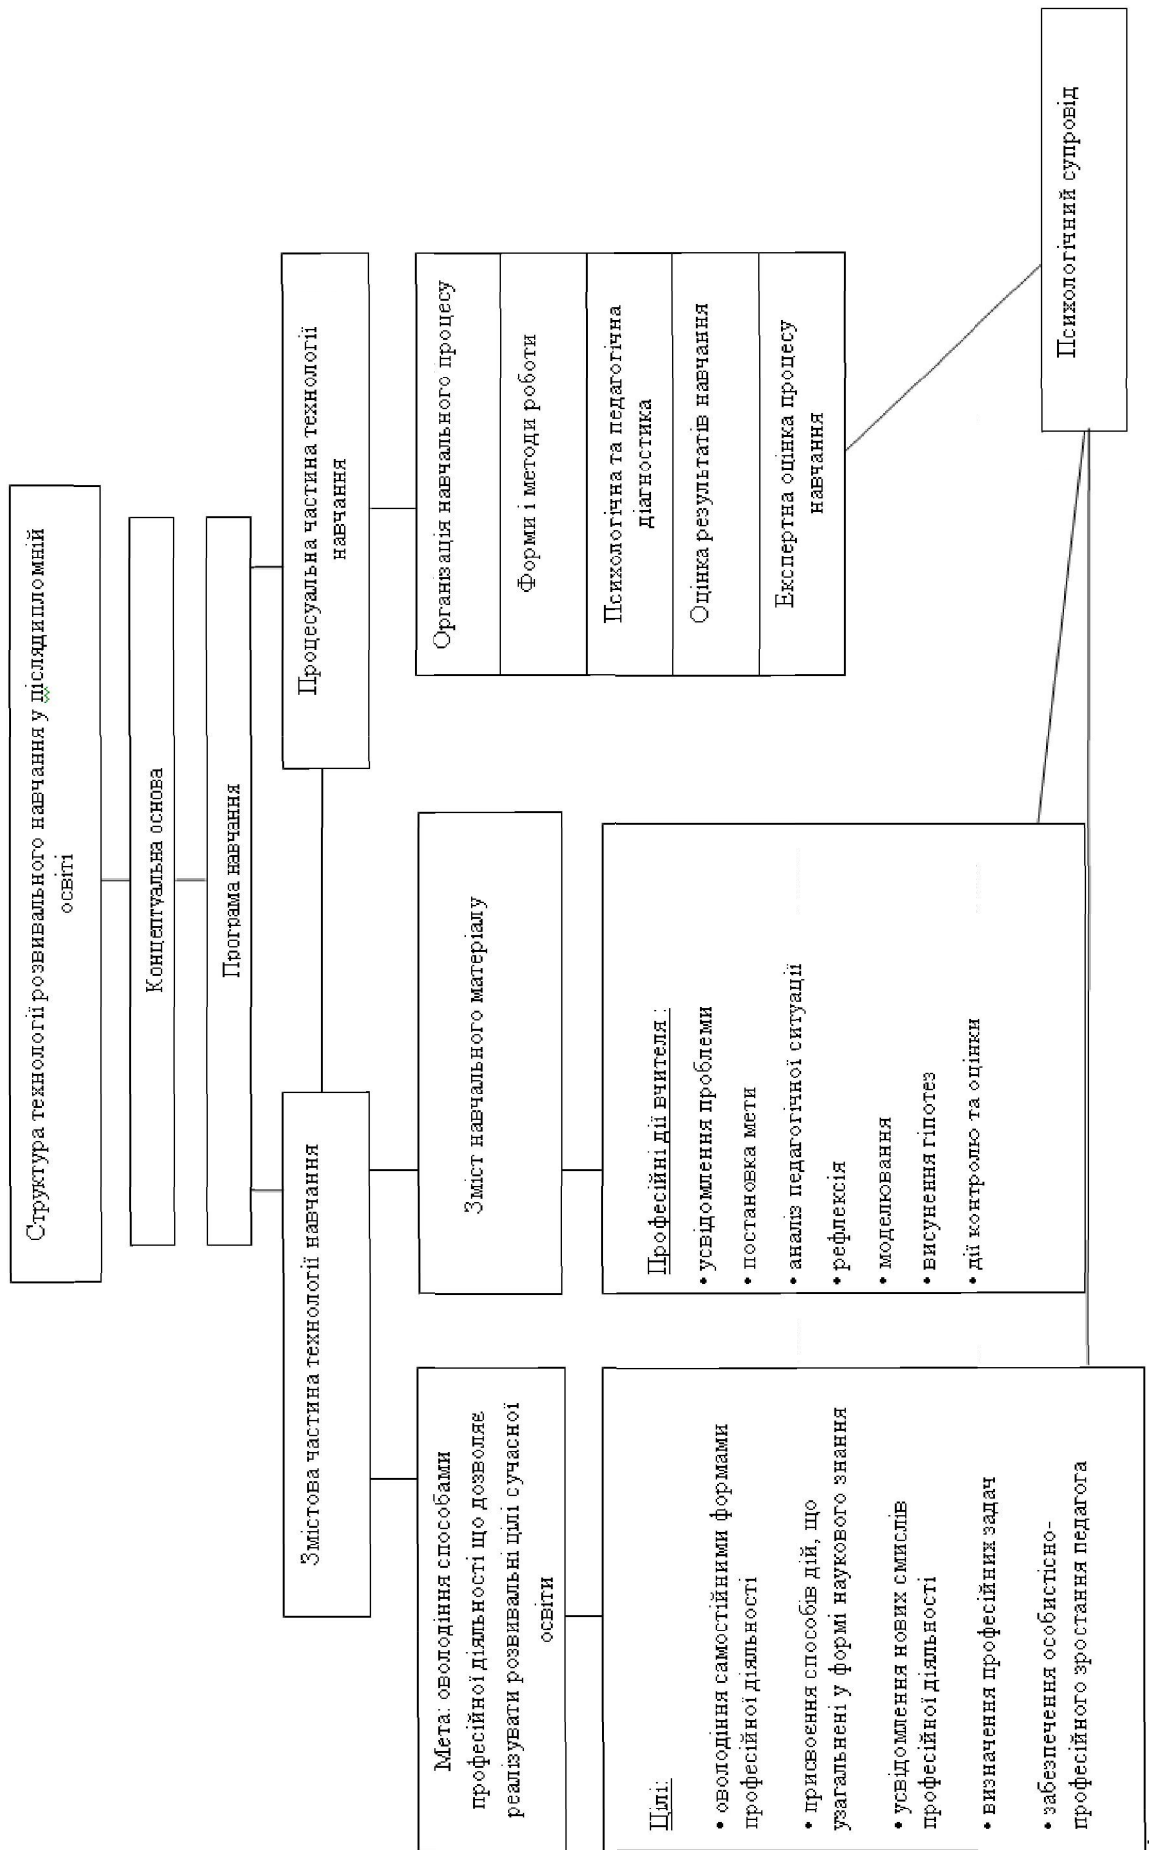 Структура технології розвивального навчання у післядипломній
освіті
Концептуальна основа
Програма навчання
Змістова частина технології навчання
Процесуальна частина технології
навчання
Мета: оволодіння способами
професійної діяльності що дозволяє
реалізувати розвивальні цілі сучасної
освіти
Зміст навчального матеріалу
Організація навчального процесу
Форми і методи роботи
Психологічна та педагогічна
діагностика
Оцінка результатів навчання
Експертна оцінка процесу
навчання
Цілі:
• оволодіння самостійними формами
професійної діяльності
• присвоєння способів дій, що
узагальнені у формі наукового знання
• усвідомлення нових смислів
професійної діяльності
• визначення професійних задач
• забезпечення особистісно-
професійного зростання педагога
Професійні дії вчителя :
• усвідомлення проблеми
• постановка мети
• аналіз педагогічної ситуації
• рефлексія
• моделювання
• висунення гіпотез
• дії контролю та оцінки
Психологічний супровід